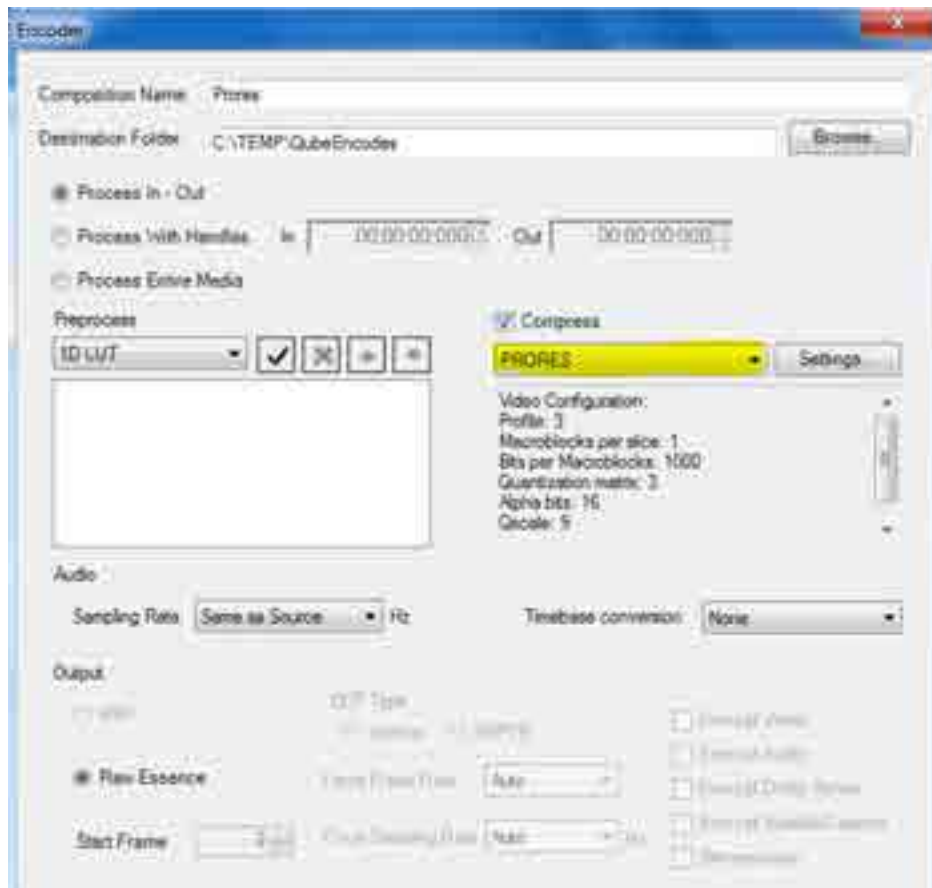 Encoder
Composition Name Prores
Destination Folder C:\TEMP\QubeEncodes Browse...
Process In - Out
Process With Handles In 00:00:00:000 Out 00:00:00:000
Process Entire Media
Preprocess
Compress
1D LUT
PRORES Settings
Video Configuration:
Profile: 3
Macroblocks per slice: 1
Bits per Macroblocks: 1000
Quantization matrix: 3
Alpha bits: 16
Qscale: 5
Audio
Sampling Rate Same as Source Hz Timebase conversion None
Output
Raw Essence
Auto
Start Frame
Auto